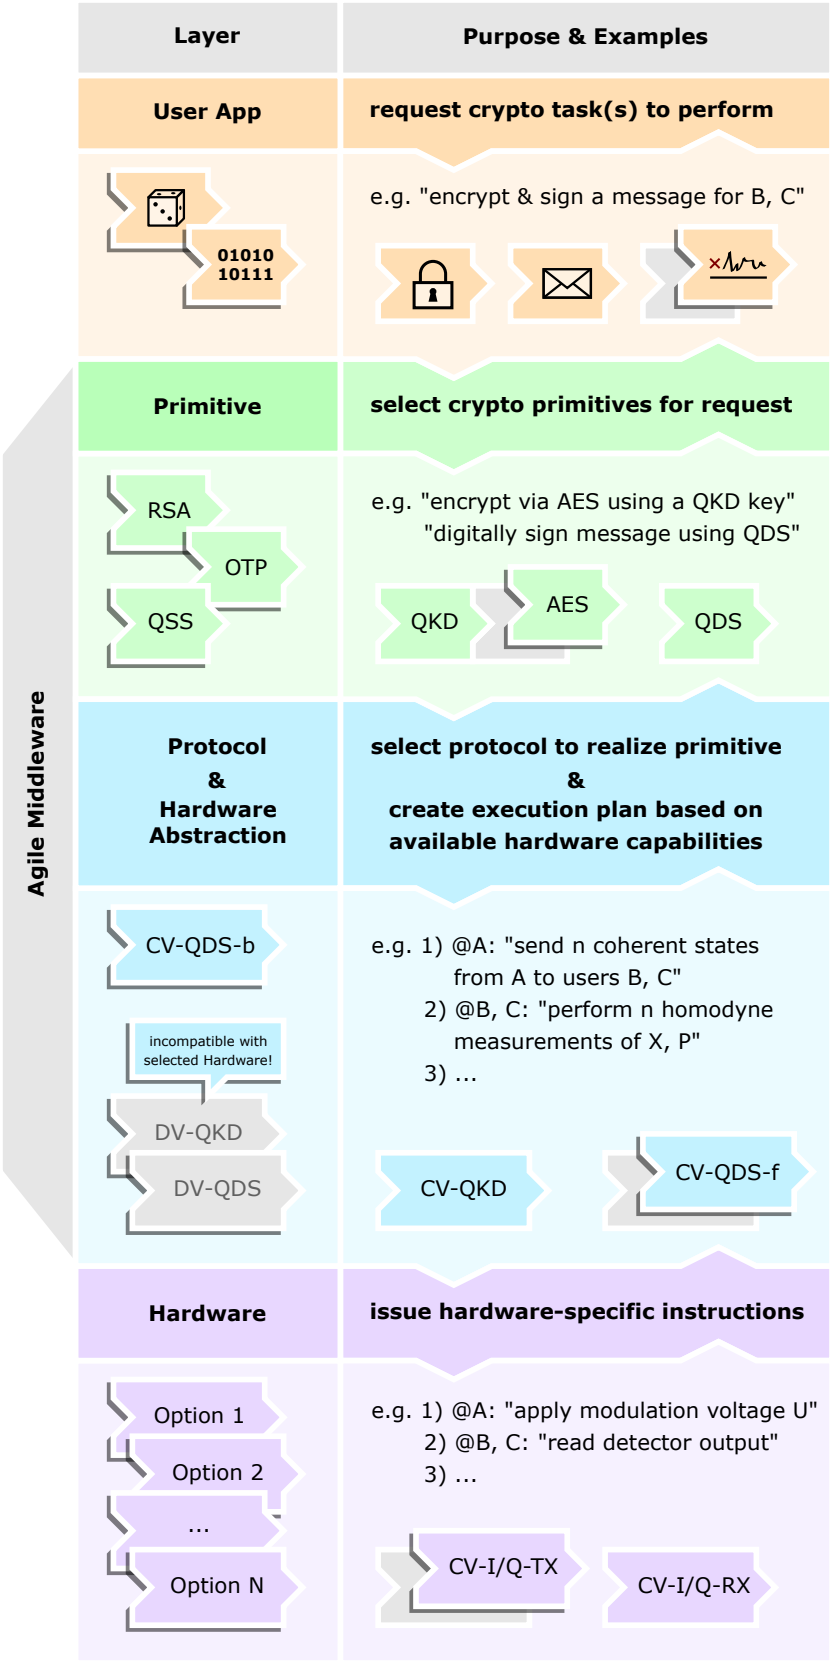 Layer
Purpose & Examples
User App
request crypto task(s) to perform
e.g. "encrypt & sign a message for B, C"
01010
10111
Primitive
select crypto primitives for request
RSA
OTP
QSS
e.g. "encrypt via AES using a QKD key"
"digitally sign message using QDS"
QKD
AES
QDS
Agile Middleware
Protocol
&
Hardware
Abstraction
select protocol to realize primitive
&
create execution plan based on
available hardware capabilities
CV-QDS-b
incompatible with
selected Hardware!
DV-QKD
DV-QDS
e.g. 1) @A: "send n coherent states
from A to users B, C"
2) @B, C: "perform n homodyne
measurements of X, P"
3) ...
CV-QKD
CV-QDS-f
Hardware
issue hardware-specific instructions
Option 1
Option 2
...
Option N
e.g. 1) @A: "apply modulation voltage U"
2) @B, C: "read detector output"
3) ...
CV-I/Q-TX
CV-I/Q-RX